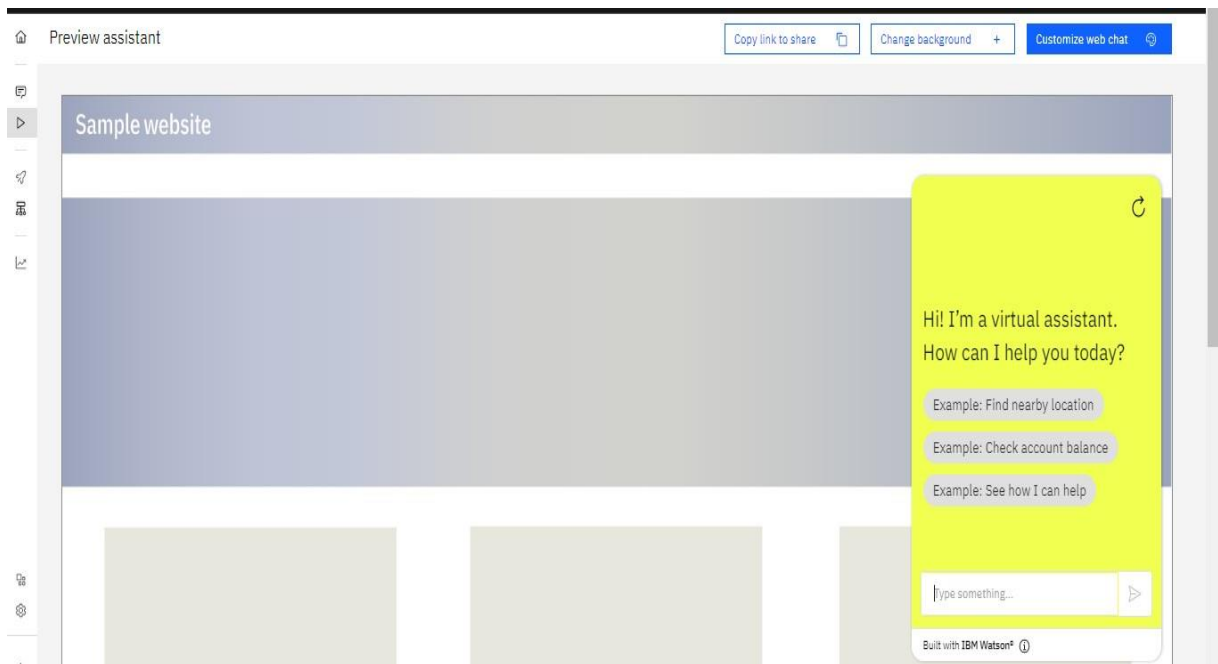 Preview assistant
Copy link to share
Change background +
Customize web chat
Sample website
Hi! I'm a virtual assistant.
How can I help you today?
Example: Find nearby location
Example: Check account balance
Example: See how I can help
Type something...
Built with IBM Watson®